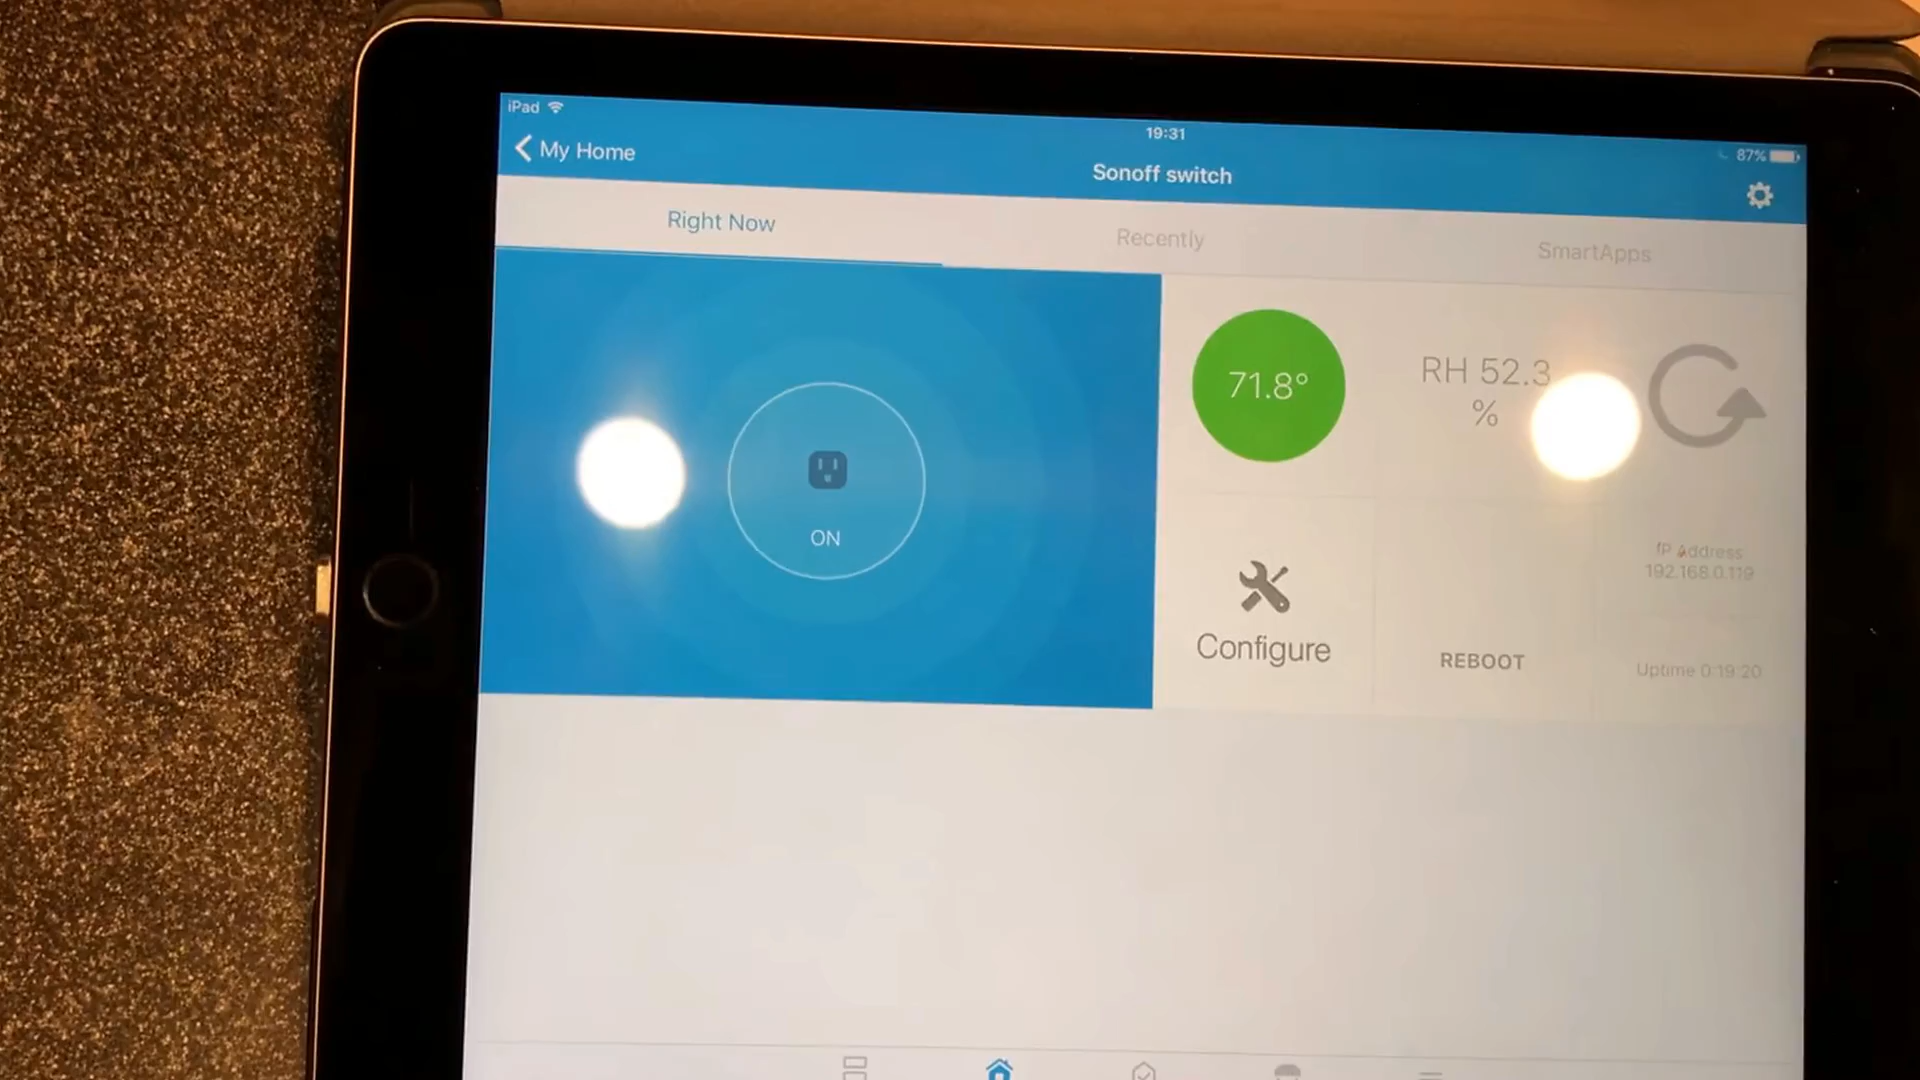 iPad
19:31
87%
My Home
Sonoff switch
Right Now
Recently
SmartApps
71.8°
RH 52.3
%
ON
IP Address
192.168.0.119
Configure
REBOOT
Uptime 0:19:20